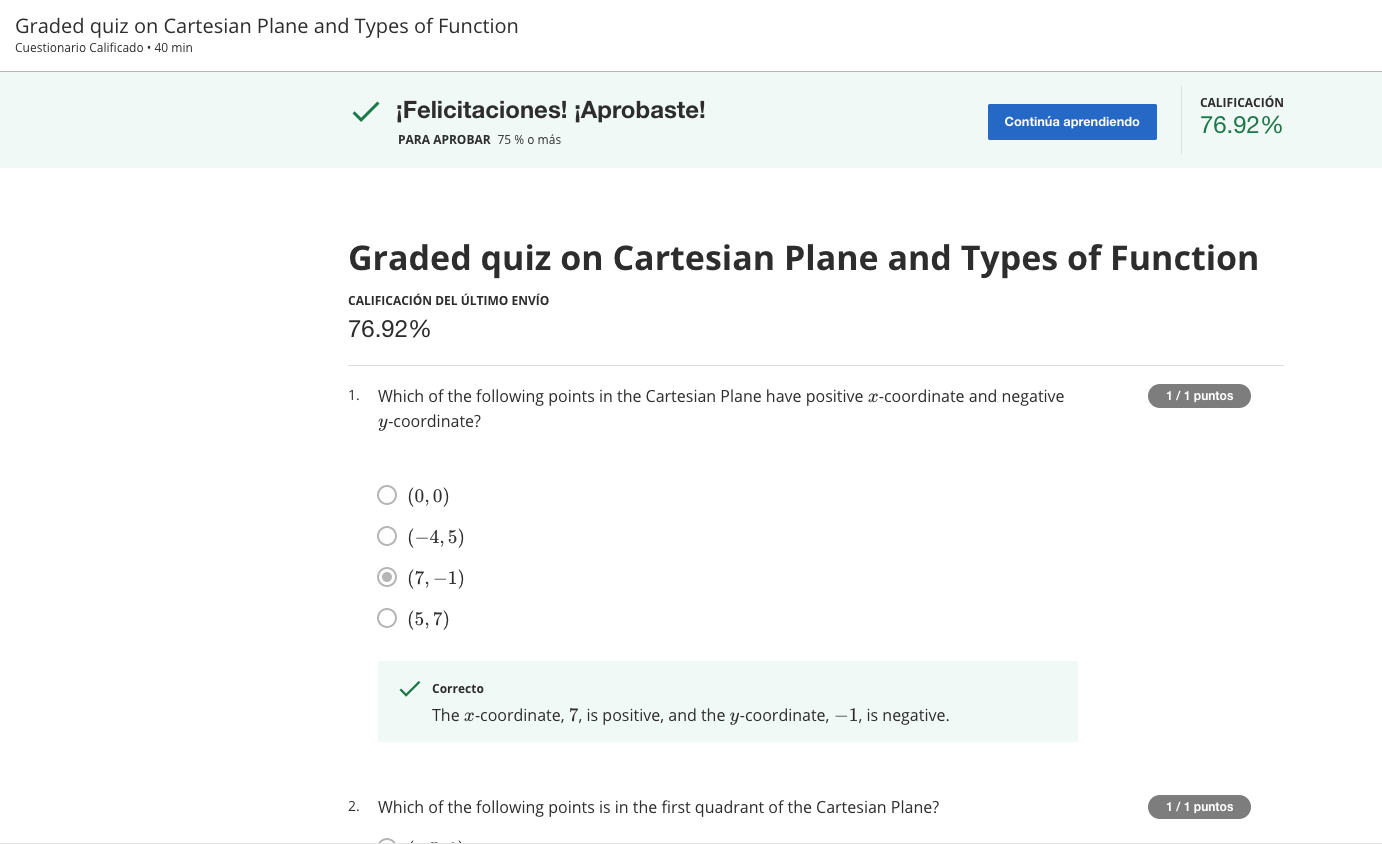 Graded quiz on Cartesian Plane and Types of Function
Cuestionario Calificado • 40 min
¡Felicitaciones! ¡Aprobaste!
PARA APROBAR 75 % o más
Continúa aprendiendo
CALIFICACIÓN
76.92%
Graded quiz on Cartesian Plane and Types of Function
CALIFICACIÓN DEL ÚLTIMO ENVÍO
76.92%
1. Which of the following points in the Cartesian Plane have positive x-coordinate and negative
y-coordinate?
1 / 1 puntos
(0, 0)
(−4, 5)
(7, −1)
(5, 7)
Correcto
The x-coordinate, 7, is positive, and the y-coordinate, −1, is negative.
2. Which of the following points is in the first quadrant of the Cartesian Plane?
1 / 1 puntos